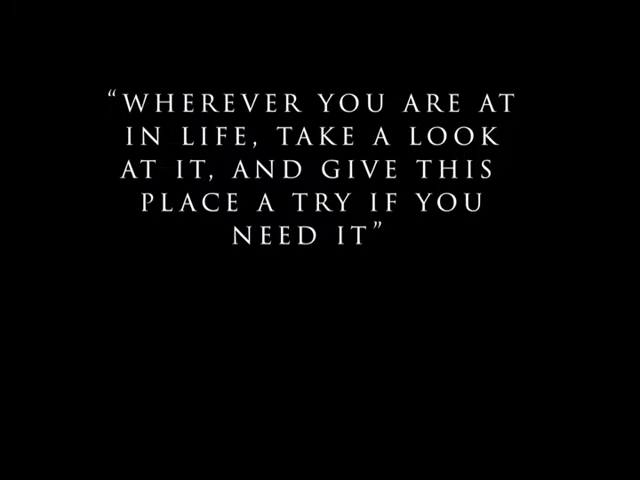 “WHEREVER YOU ARE AT
IN LIFE, TAKE A LOOK
AT IT, AND GIVE THIS
PLACE A TRY IF YOU
NEED IT”